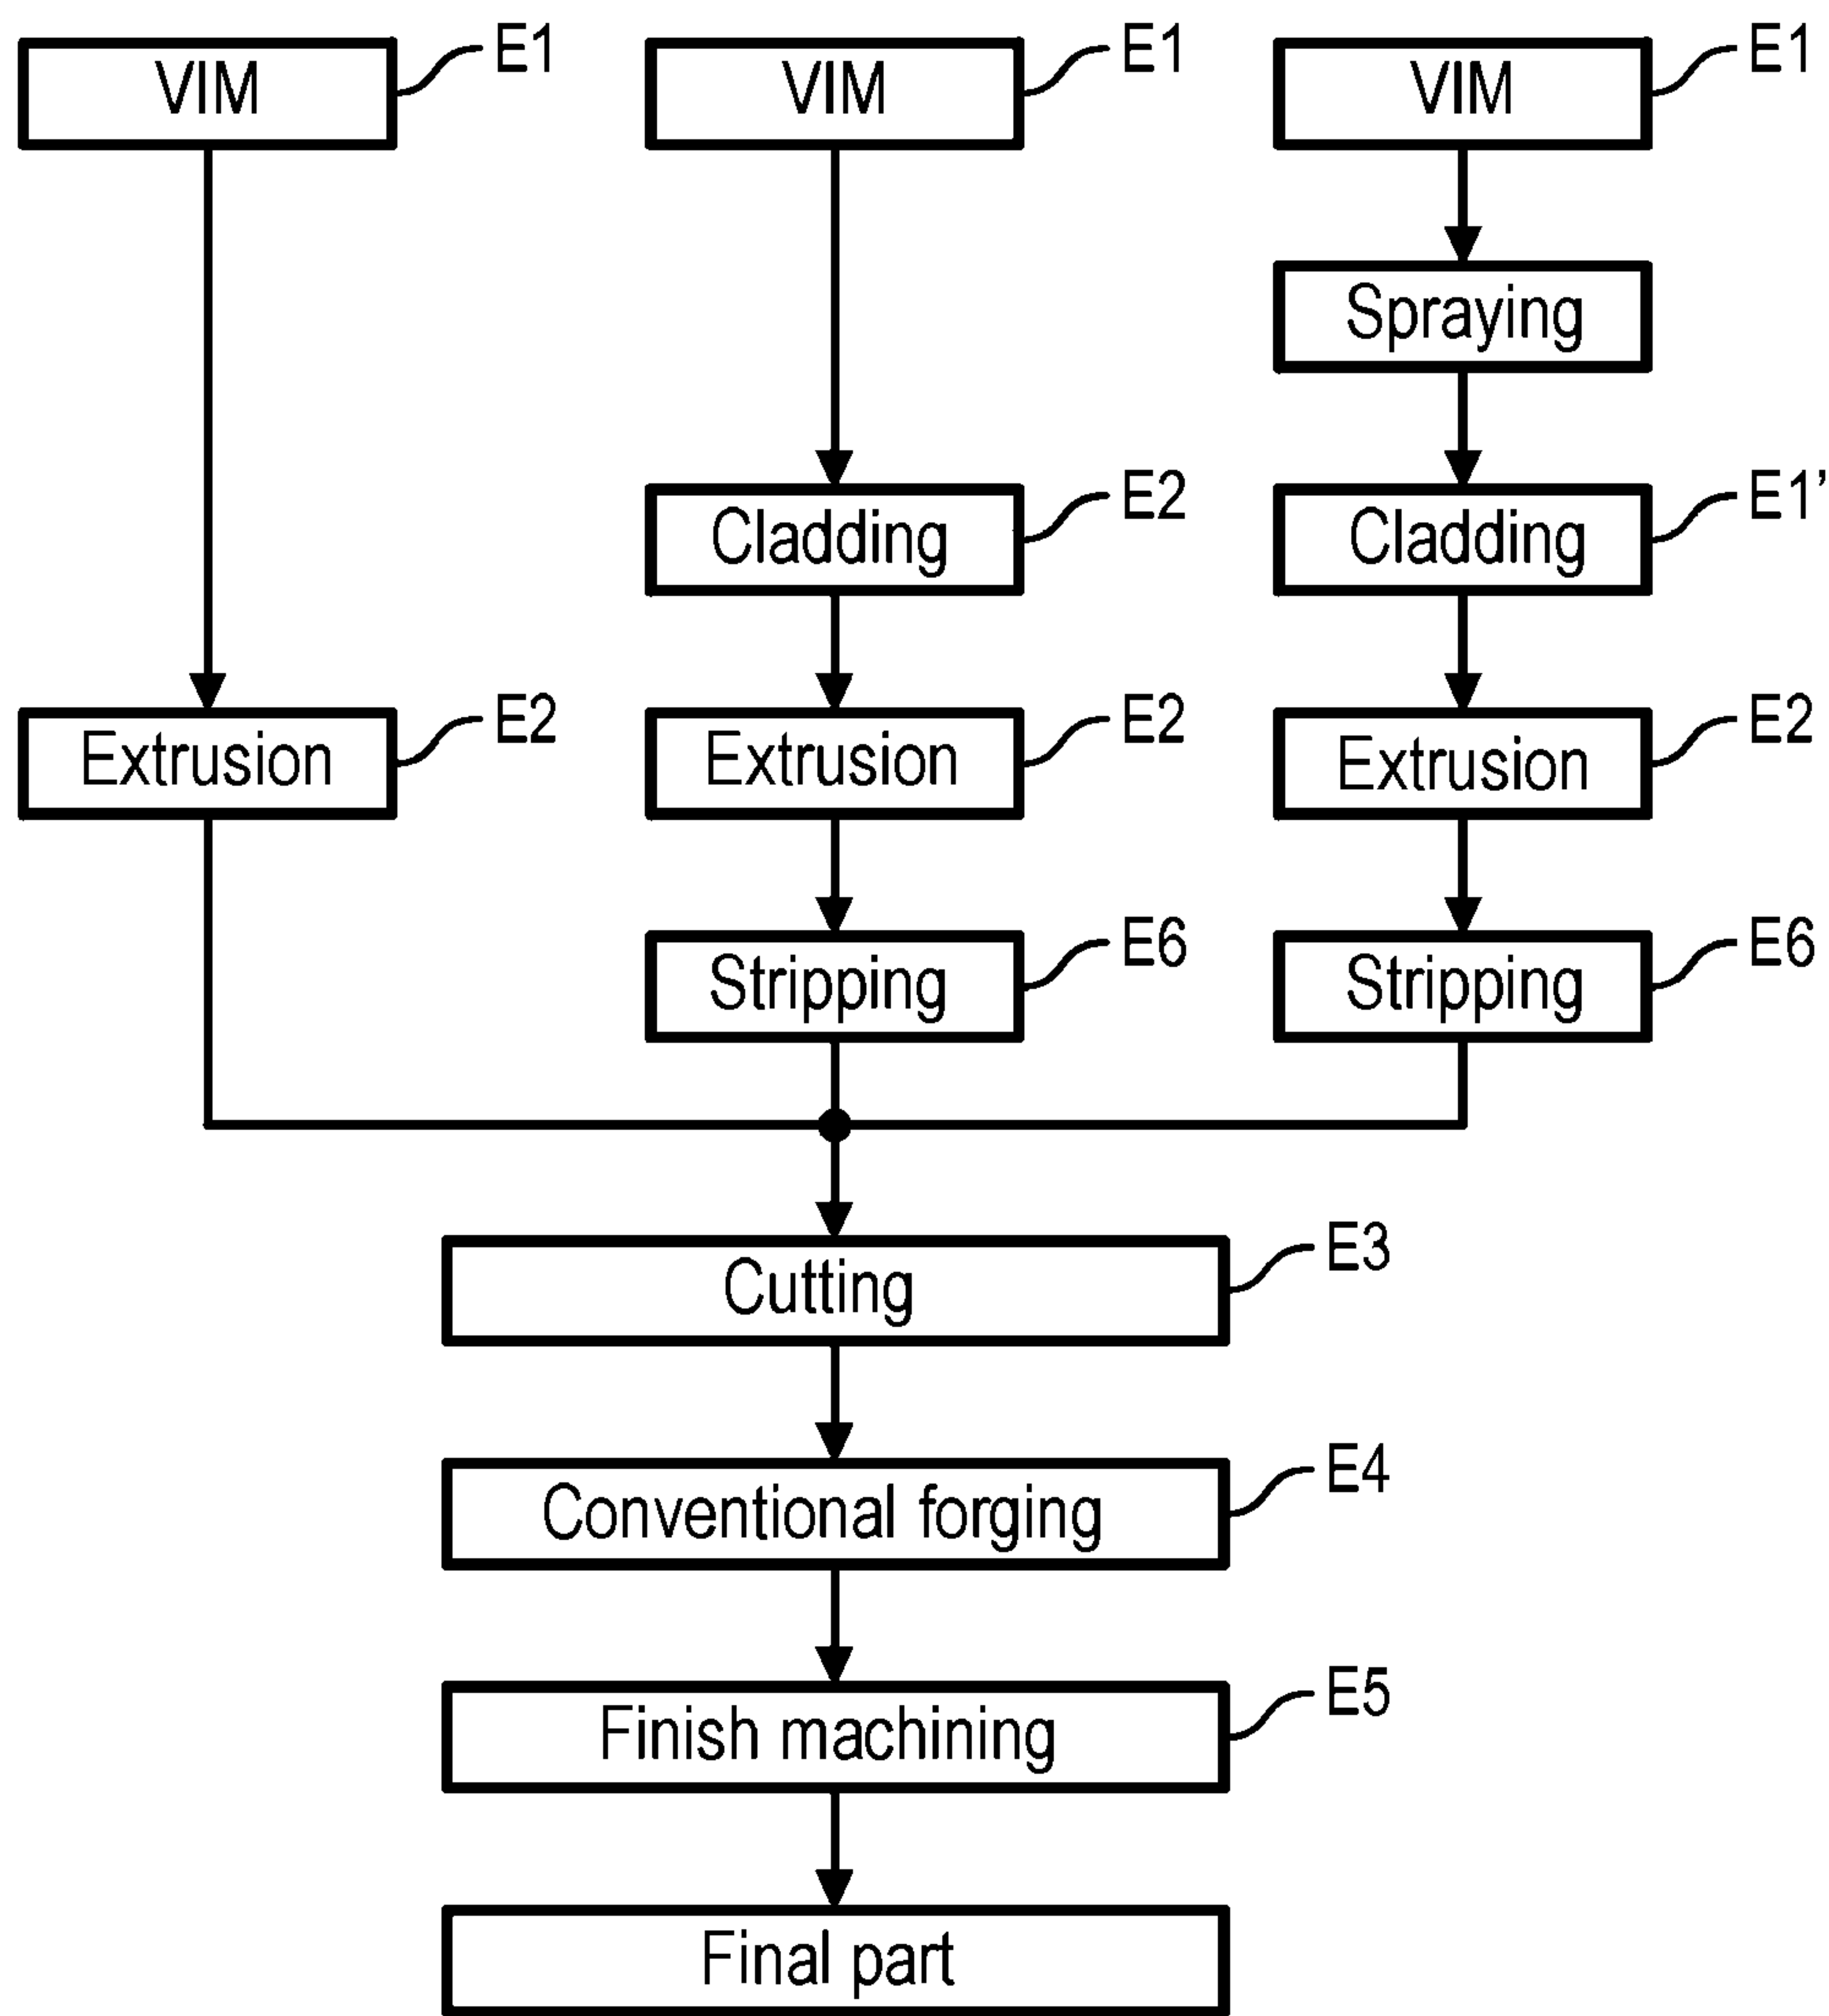 VIM E1
VIM E1
VIM E1
Spraying
Cladding E2
Cladding E1’
Extrusion E2
Extrusion E2
Extrusion E2
Stripping E6
Stripping E6
Cutting E3
Conventional forging E4
Finish machining E5
Final part